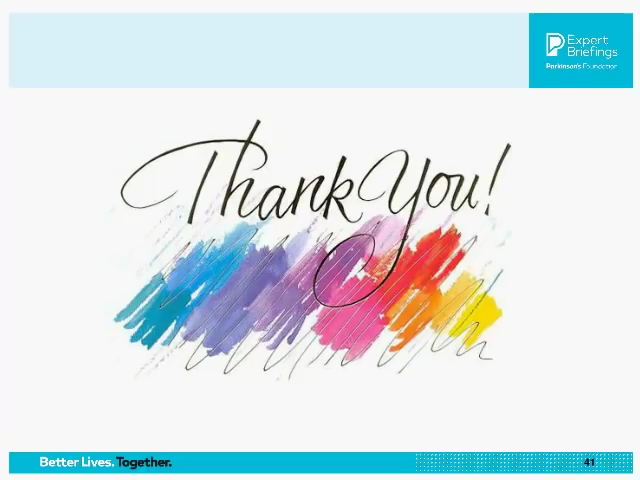 Expert
Briefings
Parkinson's Foundation
Thank You!
Better Lives. Together.
41